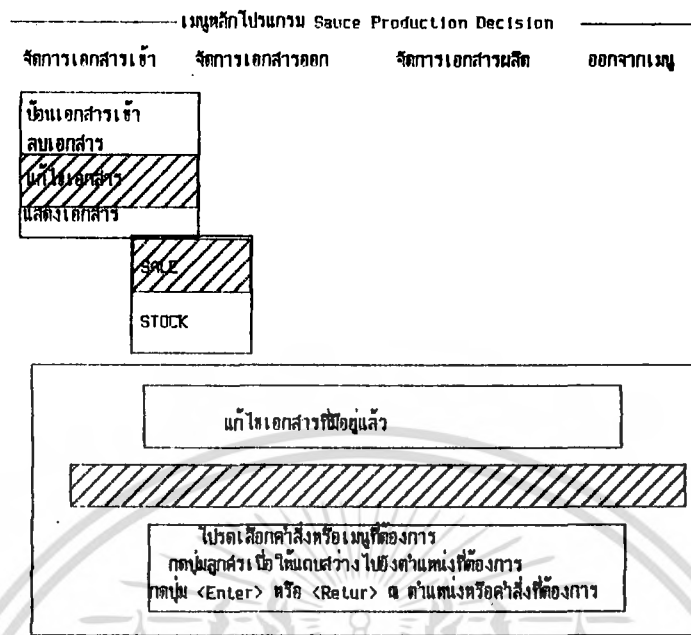 เมนูหลักโปรแกรม Sauce Production Decision
จัดการเอกสารเข้า จัดการเอกสารออก จัดการเอกสารผลิต ออกจากเมนู
ป้อนเอกสารเข้า
ลบเอกสาร
แก้ไขเอกสาร
แสดงเอกสาร
SALE
STOCK
แก้ไขเอกสารที่มีอยู่แล้ว
โปรดเลือกคำสั่งหรือเมนูที่ต้องการ
กดปุ่มลูกศรเพื่อให้แถบสว่างไปยังตำแหน่งที่ต้องการ
กดปุ่ม <Enter> หรือ <Retur> ณ ตำแหน่งหรือคำสั่งที่ต้องการ